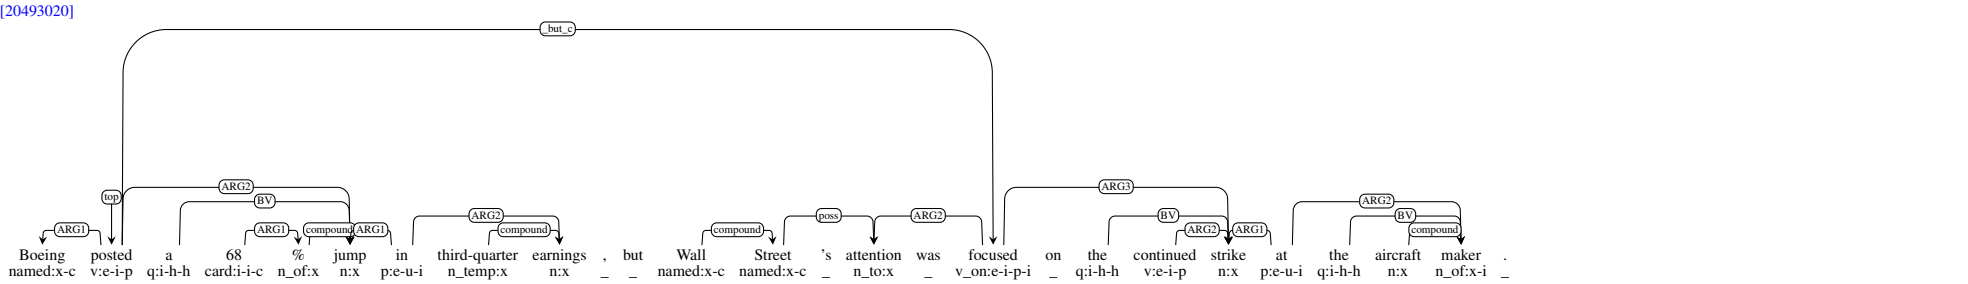 [20493020]
_but_c
top ARG2 ARG3
BV ARG2
ARG2 poss ARG2 BV BV
ARG1 ARG1 compound ARG1 compound compound ARG2 ARG1 compound
Boeing posted a 68 % jump in third-quarter earnings , but Wall Street 's attention was focused on the continued strike at the aircraft maker .
named:x-c v:e-i-p q:i-h-h card:i-i-c n_of:x n:x p:e-u-i n_temp:x n:x _ _ named:x-c named:x-c _ n_to:x _ v_on:e-i-p-i _ q:i-h-h v:e-i-p n:x p:e-u-i q:i-h-h n:x n_of:x-i _